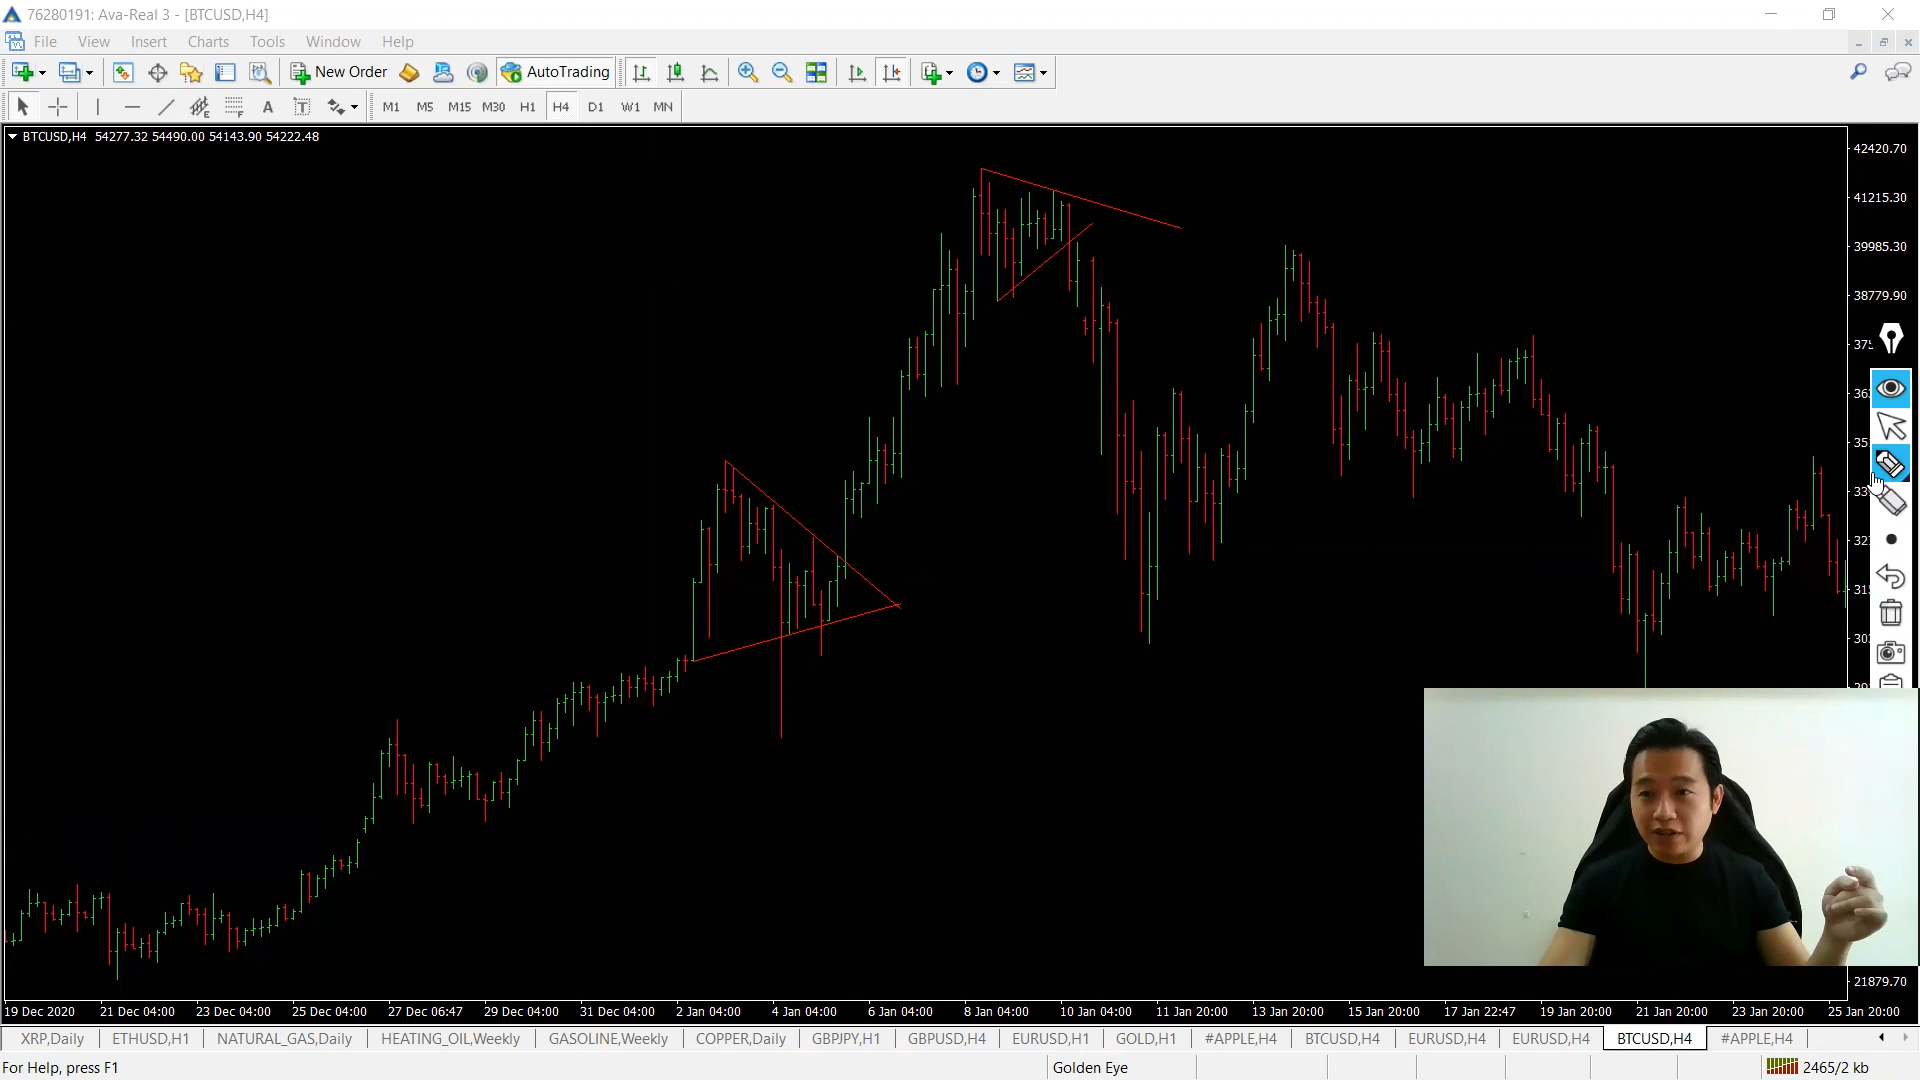 76280191: Ava-Real 3 - [BTCUSD,H4]
File View Insert Charts Tools Window Help
New Order AutoTrading
A T M1 M5 M15 M30 H1 H4 D1 W1 MN
BTCUSD,H4 54277.32 54490.00 54143.90 54222.48
42420.70
41215.30
39985.30
38779.90
21879.70
19 Dec 2020 21 Dec 04:00 23 Dec 04:00 25 Dec 04:00 27 Dec 06:47 29 Dec 04:00 31 Dec 04:00 2 Jan 04:00 4 Jan 04:00 6 Jan 04:00 8 Jan 04:00 10 Jan 04:00 11 Jan 20:00 13 Jan 20:00 15 Jan 20:00 17 Jan 22:47 19 Jan 20:00 21 Jan 20:00 23 Jan 20:00 25 Jan 20:00
XRP,Daily ETHUSD,H1 NATURAL_GAS,Daily HEATING_OIL,Weekly GASOLINE,Weekly COPPER,Daily GBPJPY,H1 GBPUSD,H4 EURUSD,H1 GOLD,H1 #APPLE,H4 BTCUSD,H4 EURUSD,H4 EURUSD,H4 BTCUSD,H4 #APPLE,H4
For Help, press F1 Golden Eye 2465/2 kb